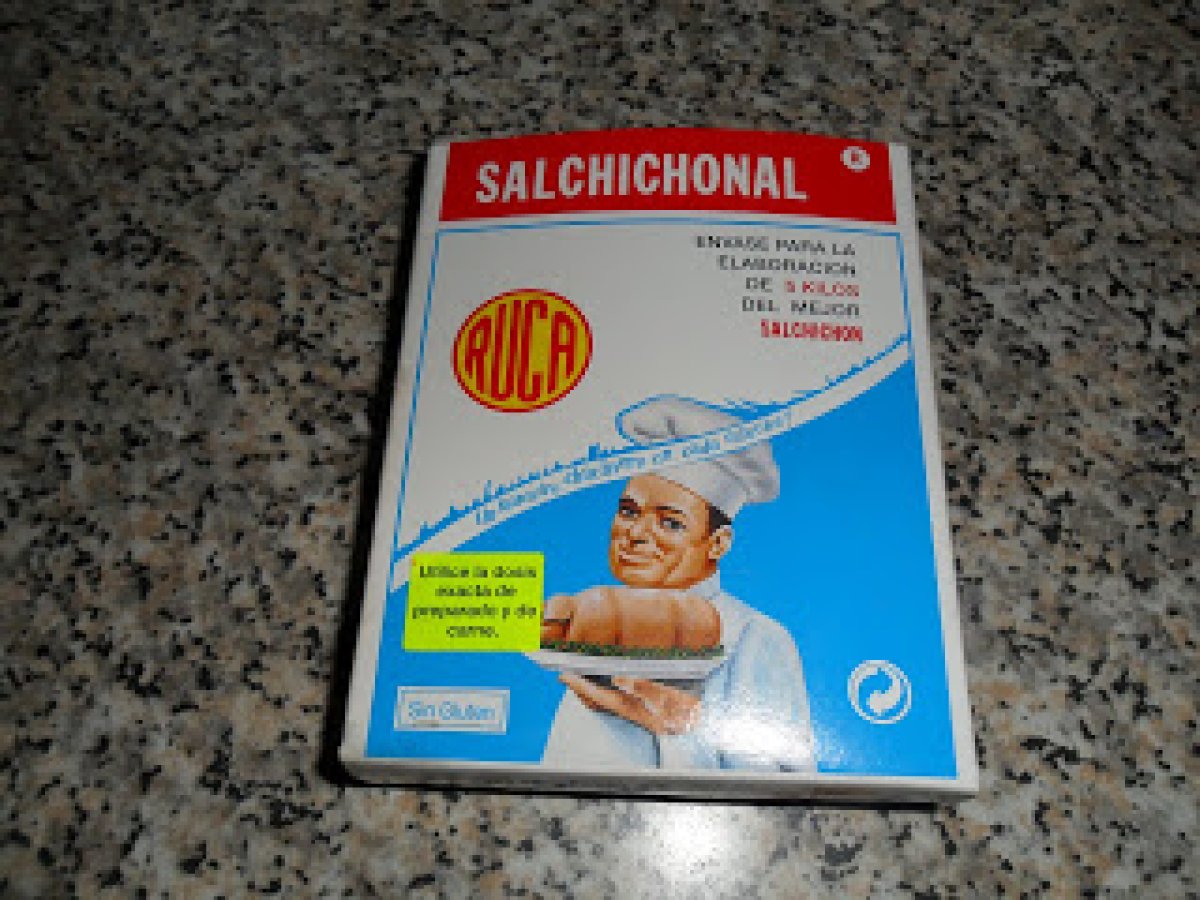 SALCHICHONAL ®
ENVASE PARA LA
ELABORACION
DE 5 KILOS
DEL MEJOR
SALCHICHON
RUCA
Utilice la dosis
exacta de
preparado y de
carne.
Sin Gluten